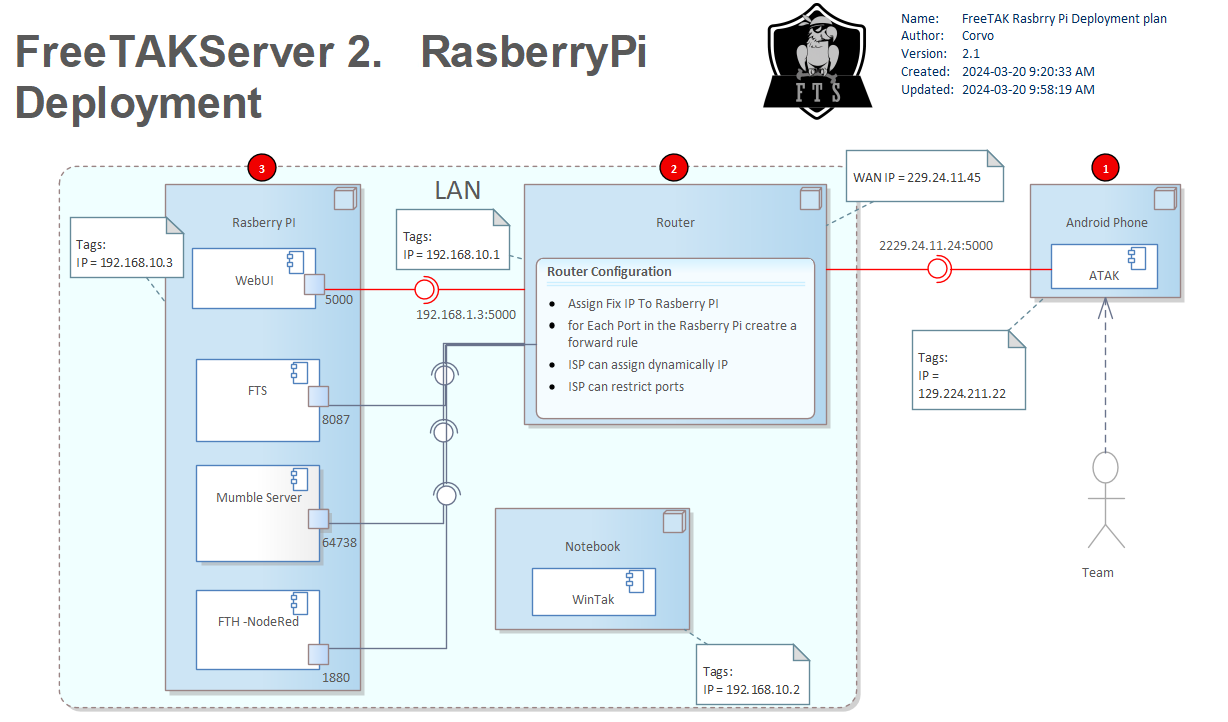 FreeTAKServer 2. RasberryPi
Deployment
FTS
Name: FreeTAK Rasbrry Pi Deployment plan
Author: Corvo
Version: 2.1
Created: 2024-03-20 9:20:33 AM
Updated: 2024-03-20 9:58:19 AM
3
2
1
LAN
WAN IP = 229.24.11.45
Rasberry PI
Tags:
IP = 192.168.10.3
WebUI
5000
Tags:
IP = 192.168.10.1
192.168.1.3:5000
Router
Router Configuration
• Assign Fix IP To Rasberry PI
• for Each Port in the Rasberry Pi creatre a
forward rule
• ISP can assign dynamically IP
• ISP can restrict ports
2229.24.11.24:5000
Android Phone
ATAK
Tags:
IP =
129.224.211.22
Team
FTS
8087
Mumble Server
64738
FTH -NodeRed
1880
Notebook
WinTak
Tags:
IP = 192.168.10.2